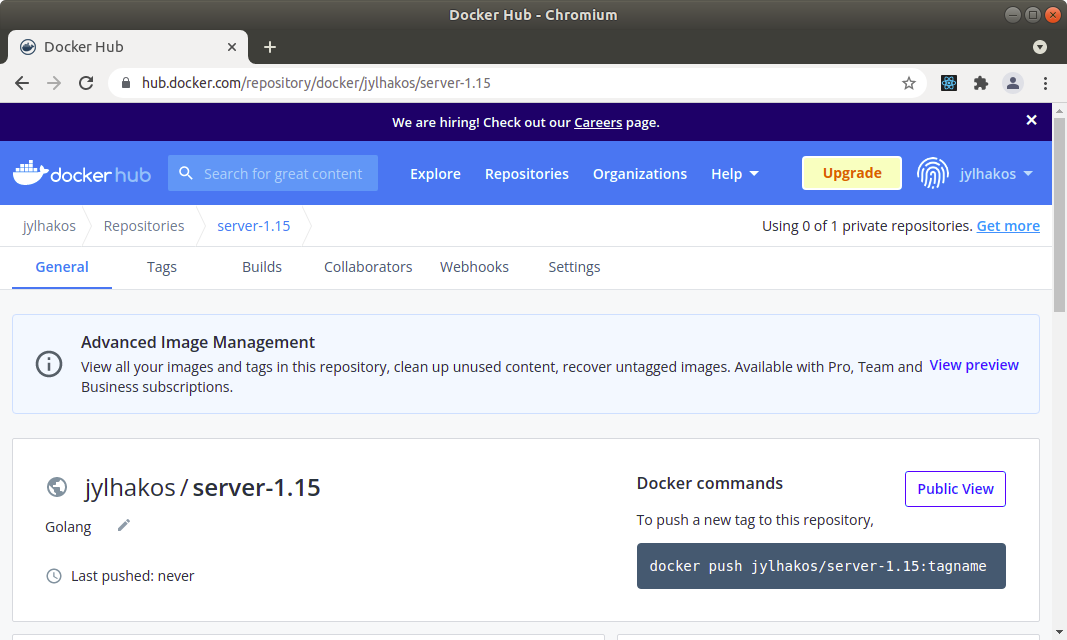 Docker Hub - Chromium
Docker Hub
hub.docker.com/repository/docker/jylhakos/server-1.15
We are hiring! Check out our Careers page.
docker hub Search for great content Explore Repositories Organizations Help Upgrade jylhakos
jylhakos Repositories server-1.15 Using 0 of 1 private repositories. Get more
General Tags Builds Collaborators Webhooks Settings
Advanced Image Management
View all your images and tags in this repository, clean up unused content, recover untagged images. Available with Pro, Team and
Business subscriptions.
View preview
jylhakos / server-1.15
Golang
Last pushed: never
Docker commands
Public View
To push a new tag to this repository,
docker push jylhakos/server-1.15:tagname